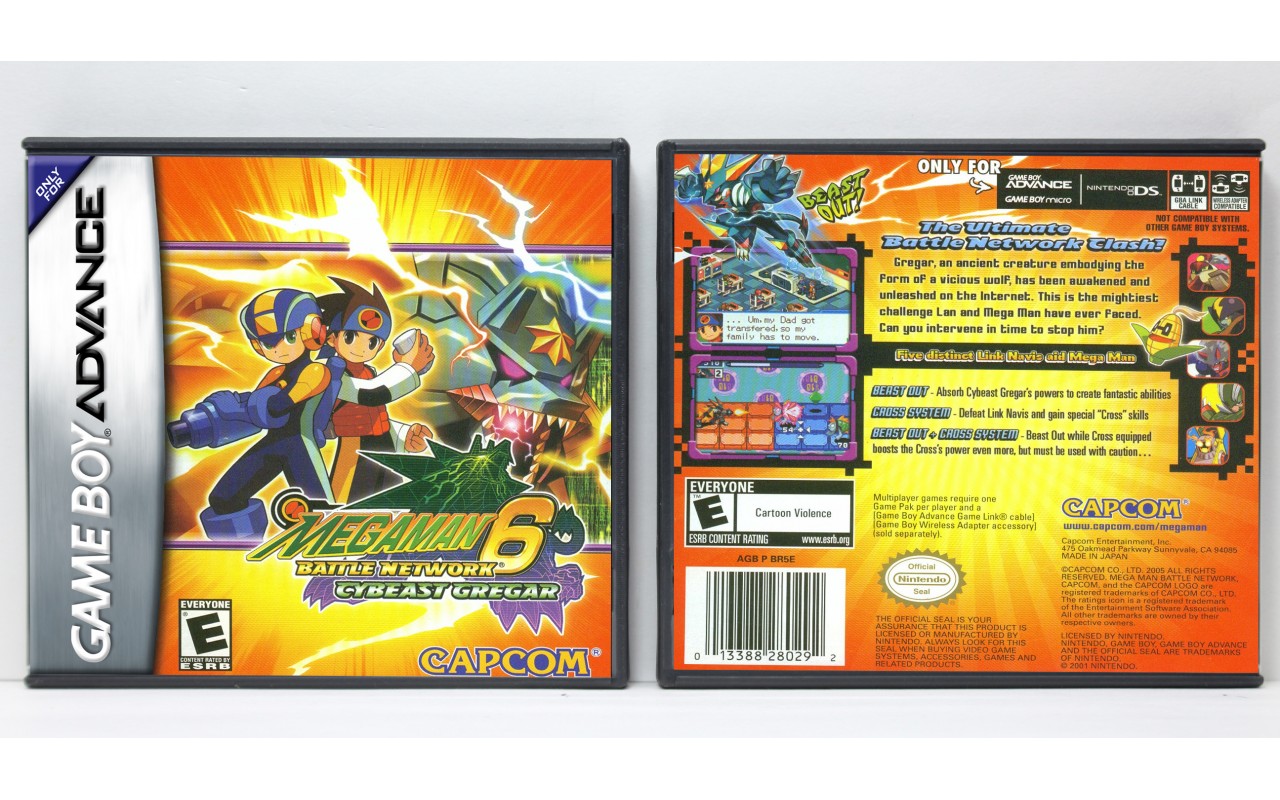 ONLY
FOR
GAME BOY ADVANCE
MEGAMAN 6
BATTLE NETWORK
CYBEAST GREGAR
EVERYONE
E
CONTENT RATED BY
ESRB
CAPCOM®
BEAST
OUT!
ONLY FOR
GAME BOY
ADVANCE
GAME BOY micro
NINTENDO DS
GBA LINK
CABLE
WIRELESS ADAPTER
COMPATIBLE
NOT COMPATIBLE WITH
OTHER GAME BOY SYSTEMS.
The Ultimate
Battle Network Clash!
Gregar, an ancient creature embodying the
form of a vicious wolf, has been awakened and
unleashed on the Internet. This is the mightiest
challenge Lan and Mega Man have ever faced.
Can you intervene in time to stop him?
... Um, my Dad got
transfered, so my
family has to move.
Five distinct Link Navis aid Mega Man
BEAST OUT - Absorb Cybeast Gregar's powers to create fantastic abilities
CROSS SYSTEM - Defeat Link Navis and gain special "Cross" skills
BEAST OUT + CROSS SYSTEM - Beast Out while Cross equipped
boosts the Cross's power even more, but must be used with caution...
EVERYONE
E
™
Cartoon Violence
ESRB CONTENT RATING www.esrb.org
AGB P BR5E
0 13388 28029 2
Multiplayer games require one
Game Pak per player and a
[Game Boy Advance Game Link® cable]
[Game Boy Wireless Adapter accessory]
(sold separately).
Official
Nintendo
Seal
THE OFFICIAL SEAL IS YOUR
ASSURANCE THAT THIS PRODUCT IS
LICENSED OR MANUFACTURED BY
NINTENDO. ALWAYS LOOK FOR THIS
SEAL WHEN BUYING VIDEO GAME
SYSTEMS, ACCESSORIES, GAMES AND
RELATED PRODUCTS.
CAPCOM®
www.capcom.com/megaman
Capcom Entertainment, Inc.
475 Oakmead Parkway Sunnyvale, CA 94085
MADE IN JAPAN
©CAPCOM CO., LTD. 2005 ALL RIGHTS
RESERVED. MEGA MAN BATTLE NETWORK,
CAPCOM, and the CAPCOM LOGO are
registered trademarks of CAPCOM CO., LTD.
The ratings icon is a registered trademark
of the Entertainment Software Association.
All other trademarks are owned by their
respective owners.
LICENSED BY NINTENDO.
NINTENDO, GAME BOY, GAME BOY ADVANCE
AND THE OFFICIAL SEAL ARE TRADEMARKS
OF NINTENDO.
© 2001 NINTENDO.